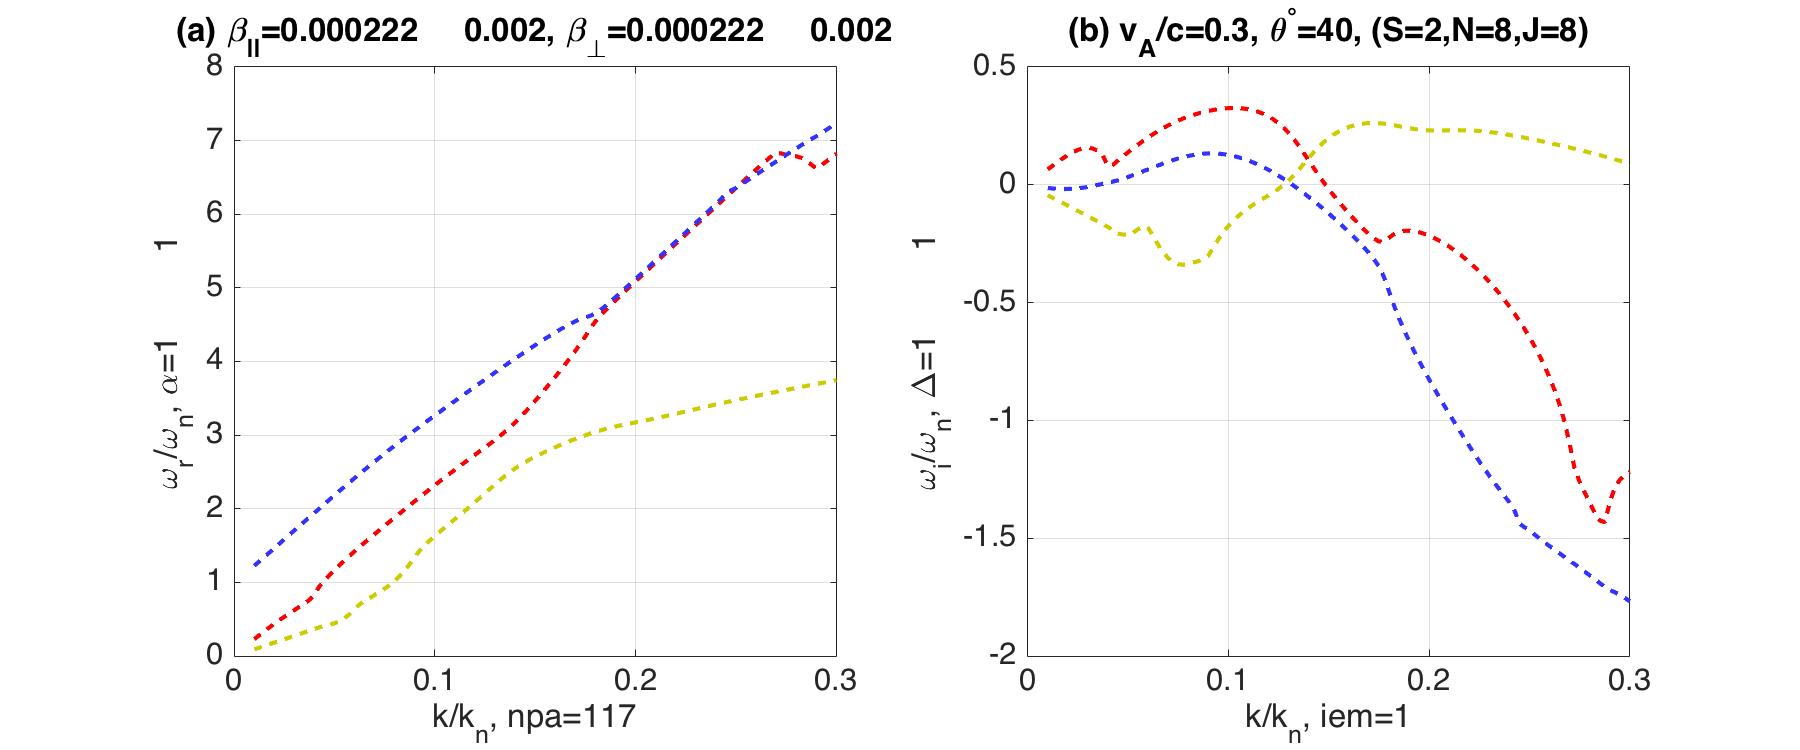 (a) β||=0.000222 0.002, β⊥=0.000222 0.002
8
7
6
5
4
3
2
1
0
0 0.1 0.2 0.3
ωr/ωn, α=1 1
k/kn, npa=117
(b) vA/c=0.3, θ°=40, (S=2,N=8,J=8)
0.5
0
-0.5
-1
-1.5
-2
0 0.1 0.2 0.3
ωi/ωn, Δ=1 1
k/kn, iem=1